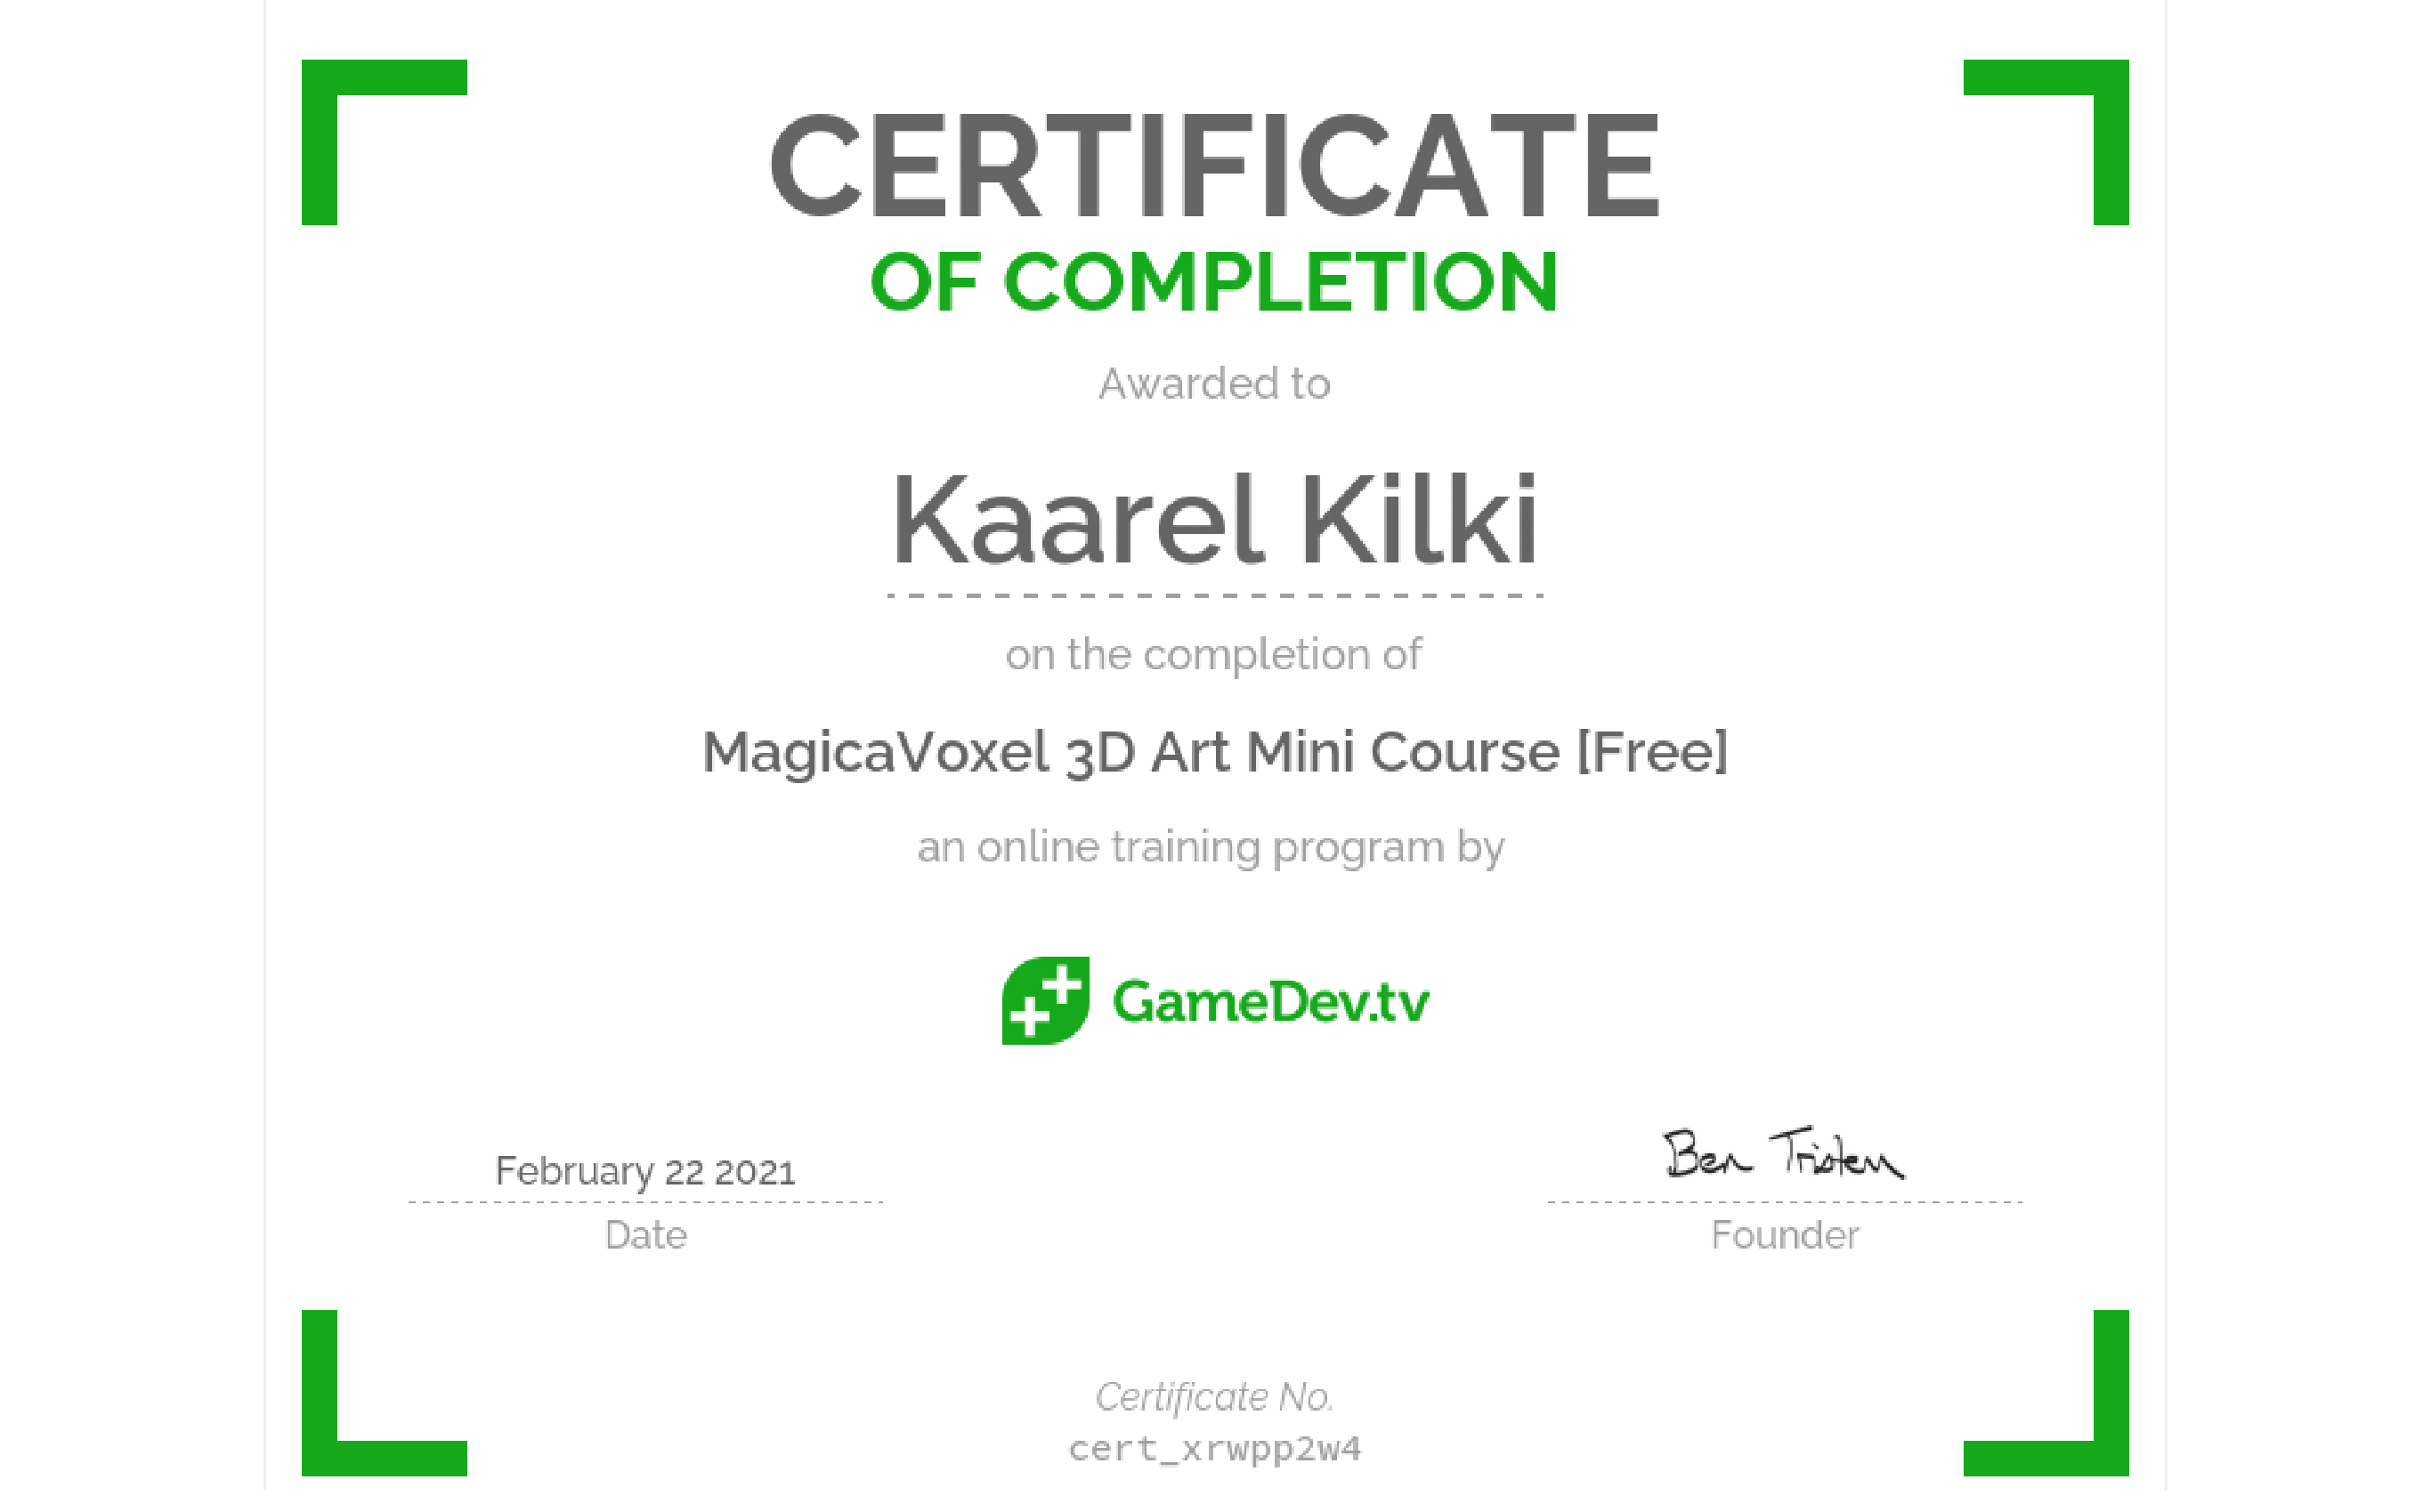 CERTIFICATE
OF COMPLETION
Awarded to
Kaarel Kilki
on the completion of
MagicaVoxel 3D Art Mini Course [Free]
an online training program by
GameDev.tv
February 22 2021
Date
Ben Tristem
Founder
Certificate No.
cert_xrwpp2w4